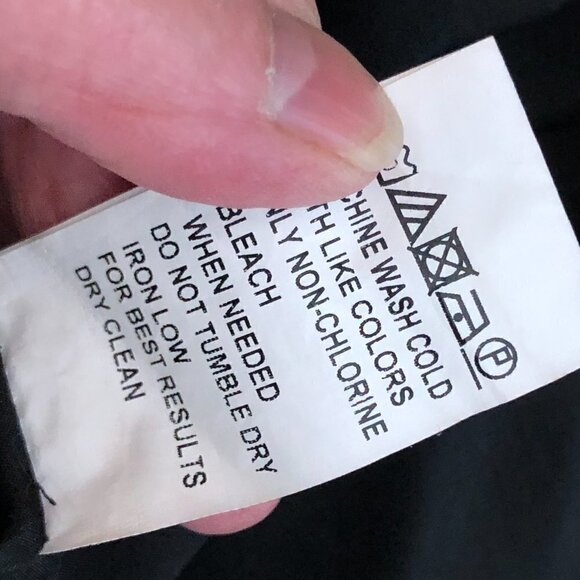 CHINE WASH COLD
TH LIKE COLORS
NLY NON-CHLORINE
BLEACH
WHEN NEEDED
DO NOT TUMBLE DRY
IRON LOW
FOR BEST RESULTS
DRY CLEAN
P